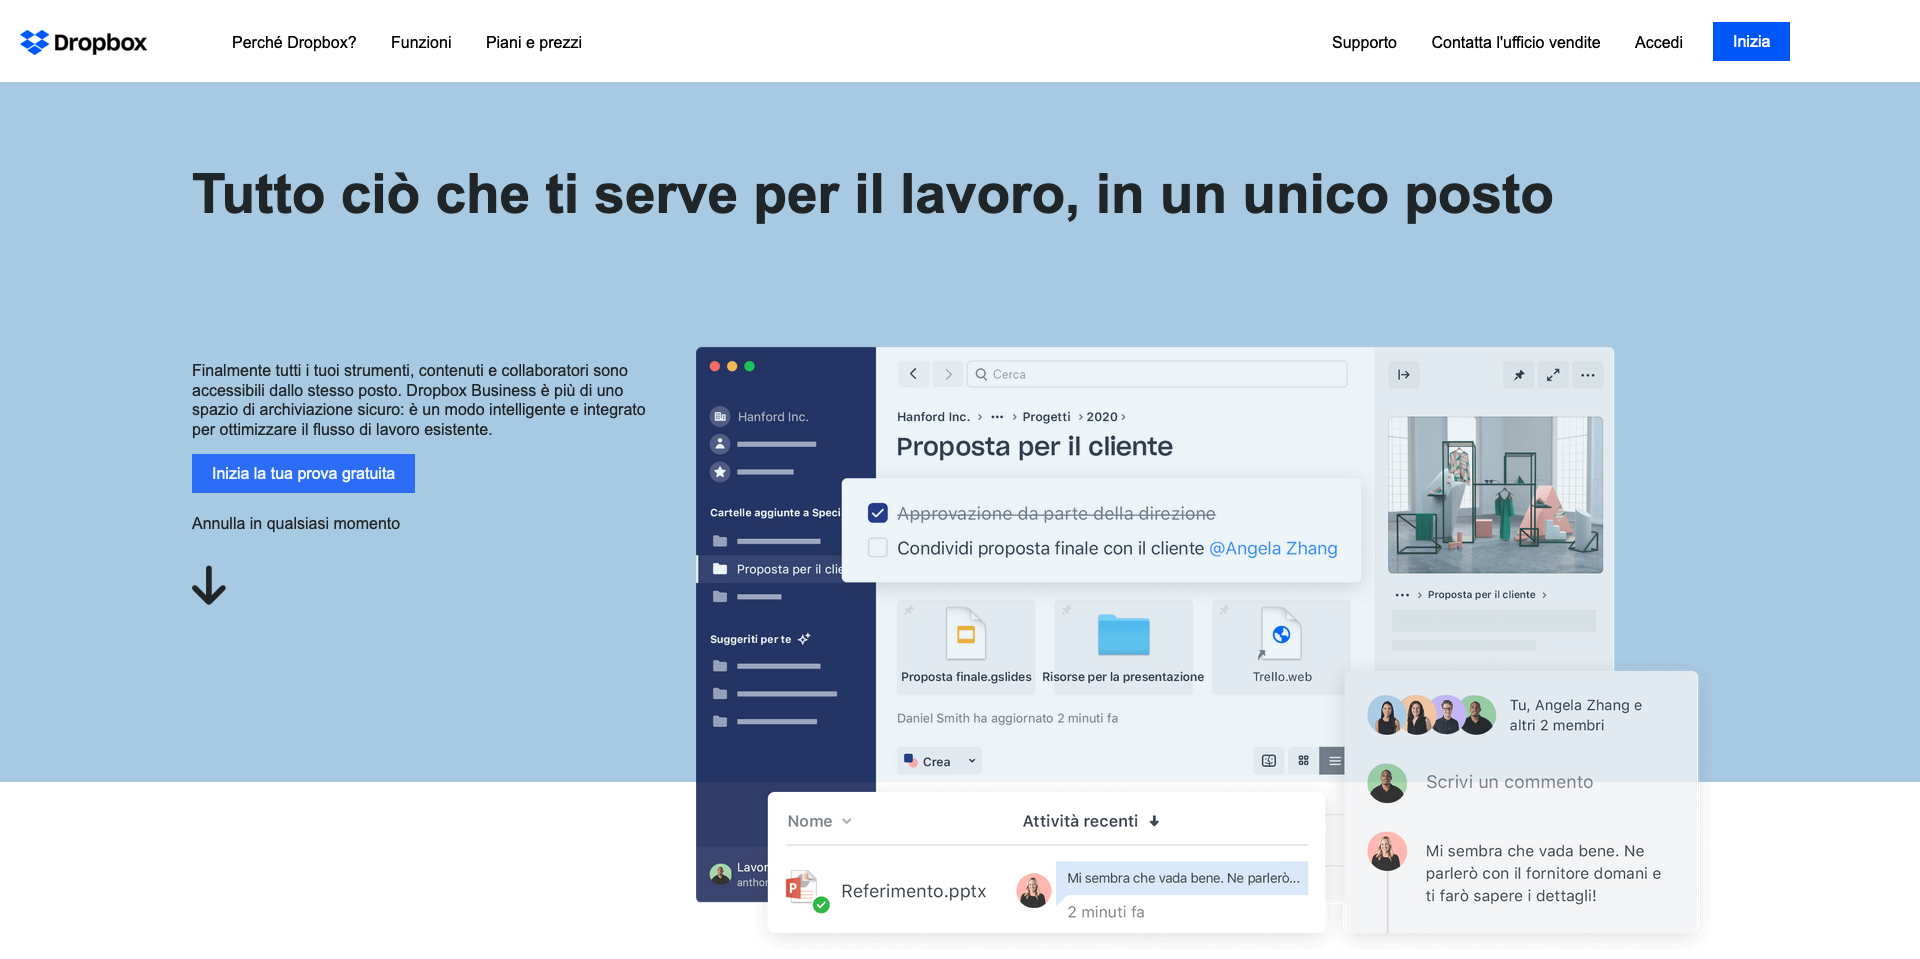 Dropbox
Perché Dropbox?
Funzioni
Piani e prezzi
Supporto
Contatta l'ufficio vendite
Accedi
Inizia
Tutto ciò che ti serve per il lavoro, in un unico posto
Finalmente tutti i tuoi strumenti, contenuti e collaboratori sono
accessibili dallo stesso posto. Dropbox Business è più di uno
spazio di archiviazione sicuro: è un modo intelligente e integrato
per ottimizzare il flusso di lavoro esistente.
Inizia la tua prova gratuita
Annulla in qualsiasi momento
Hanford Inc.
Cartelle aggiunte a Speci
Proposta per il clie
Suggeriti per te
Lavor
anthor
Cerca
Hanford Inc. › ••• › Progetti › 2020 ›
Proposta per il cliente
Approvazione da parte della direzione
Condividi proposta finale con il cliente @Angela Zhang
Proposta finale.gslides
Risorse per la presentazione
Trello.web
Daniel Smith ha aggiornato 2 minuti fa
Crea
Nome
Attività recenti
P
Referimento.pptx
Mi sembra che vada bene. Ne parlerò...
2 minuti fa
••• › Proposta per il cliente ›
Tu, Angela Zhang e
altri 2 membri
Scrivi un commento
Mi sembra che vada bene. Ne
parlerò con il fornitore domani e
ti farò sapere i dettagli!